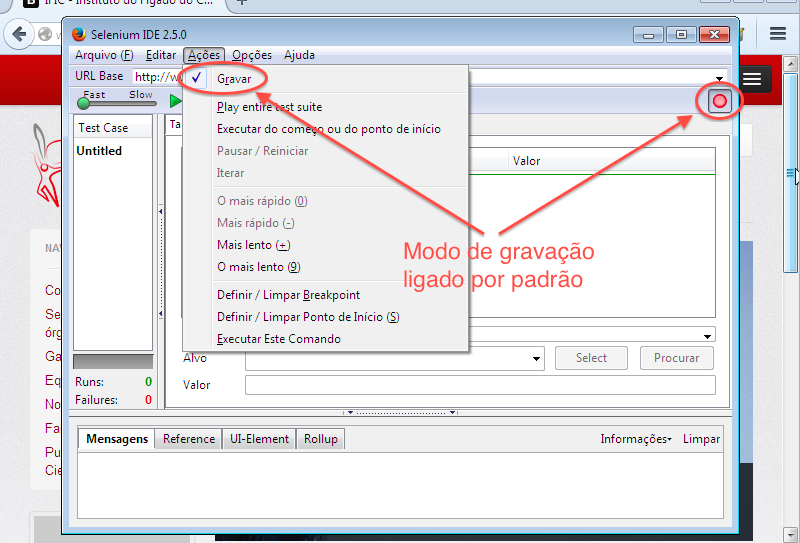 IFIC - Instituto do Fígado do C...
Selenium IDE 2.5.0
Arquivo (F) Editar Ações Opções Ajuda
URL Base http://w
Gravar
Fast Slow
Play entire test suite
Executar do começo ou do ponto de início
Pausar / Reiniciar
Iterar
O mais rápido (0)
Mais rápido (-)
Mais lento (+)
O mais lento (9)
Definir / Limpar Breakpoint
Definir / Limpar Ponto de Início (S)
Executar Este Comando
Test Case
Untitled
Ta
Valor
Modo de gravação
ligado por padrão
Alvo Select Procurar
Valor
Runs: 0
Failures: 0
Mensagens Reference UI-Element Rollup Informações Limpar
NAV
Co
Se
órg
Ga
Eq
No
Fa
Pu
Cie